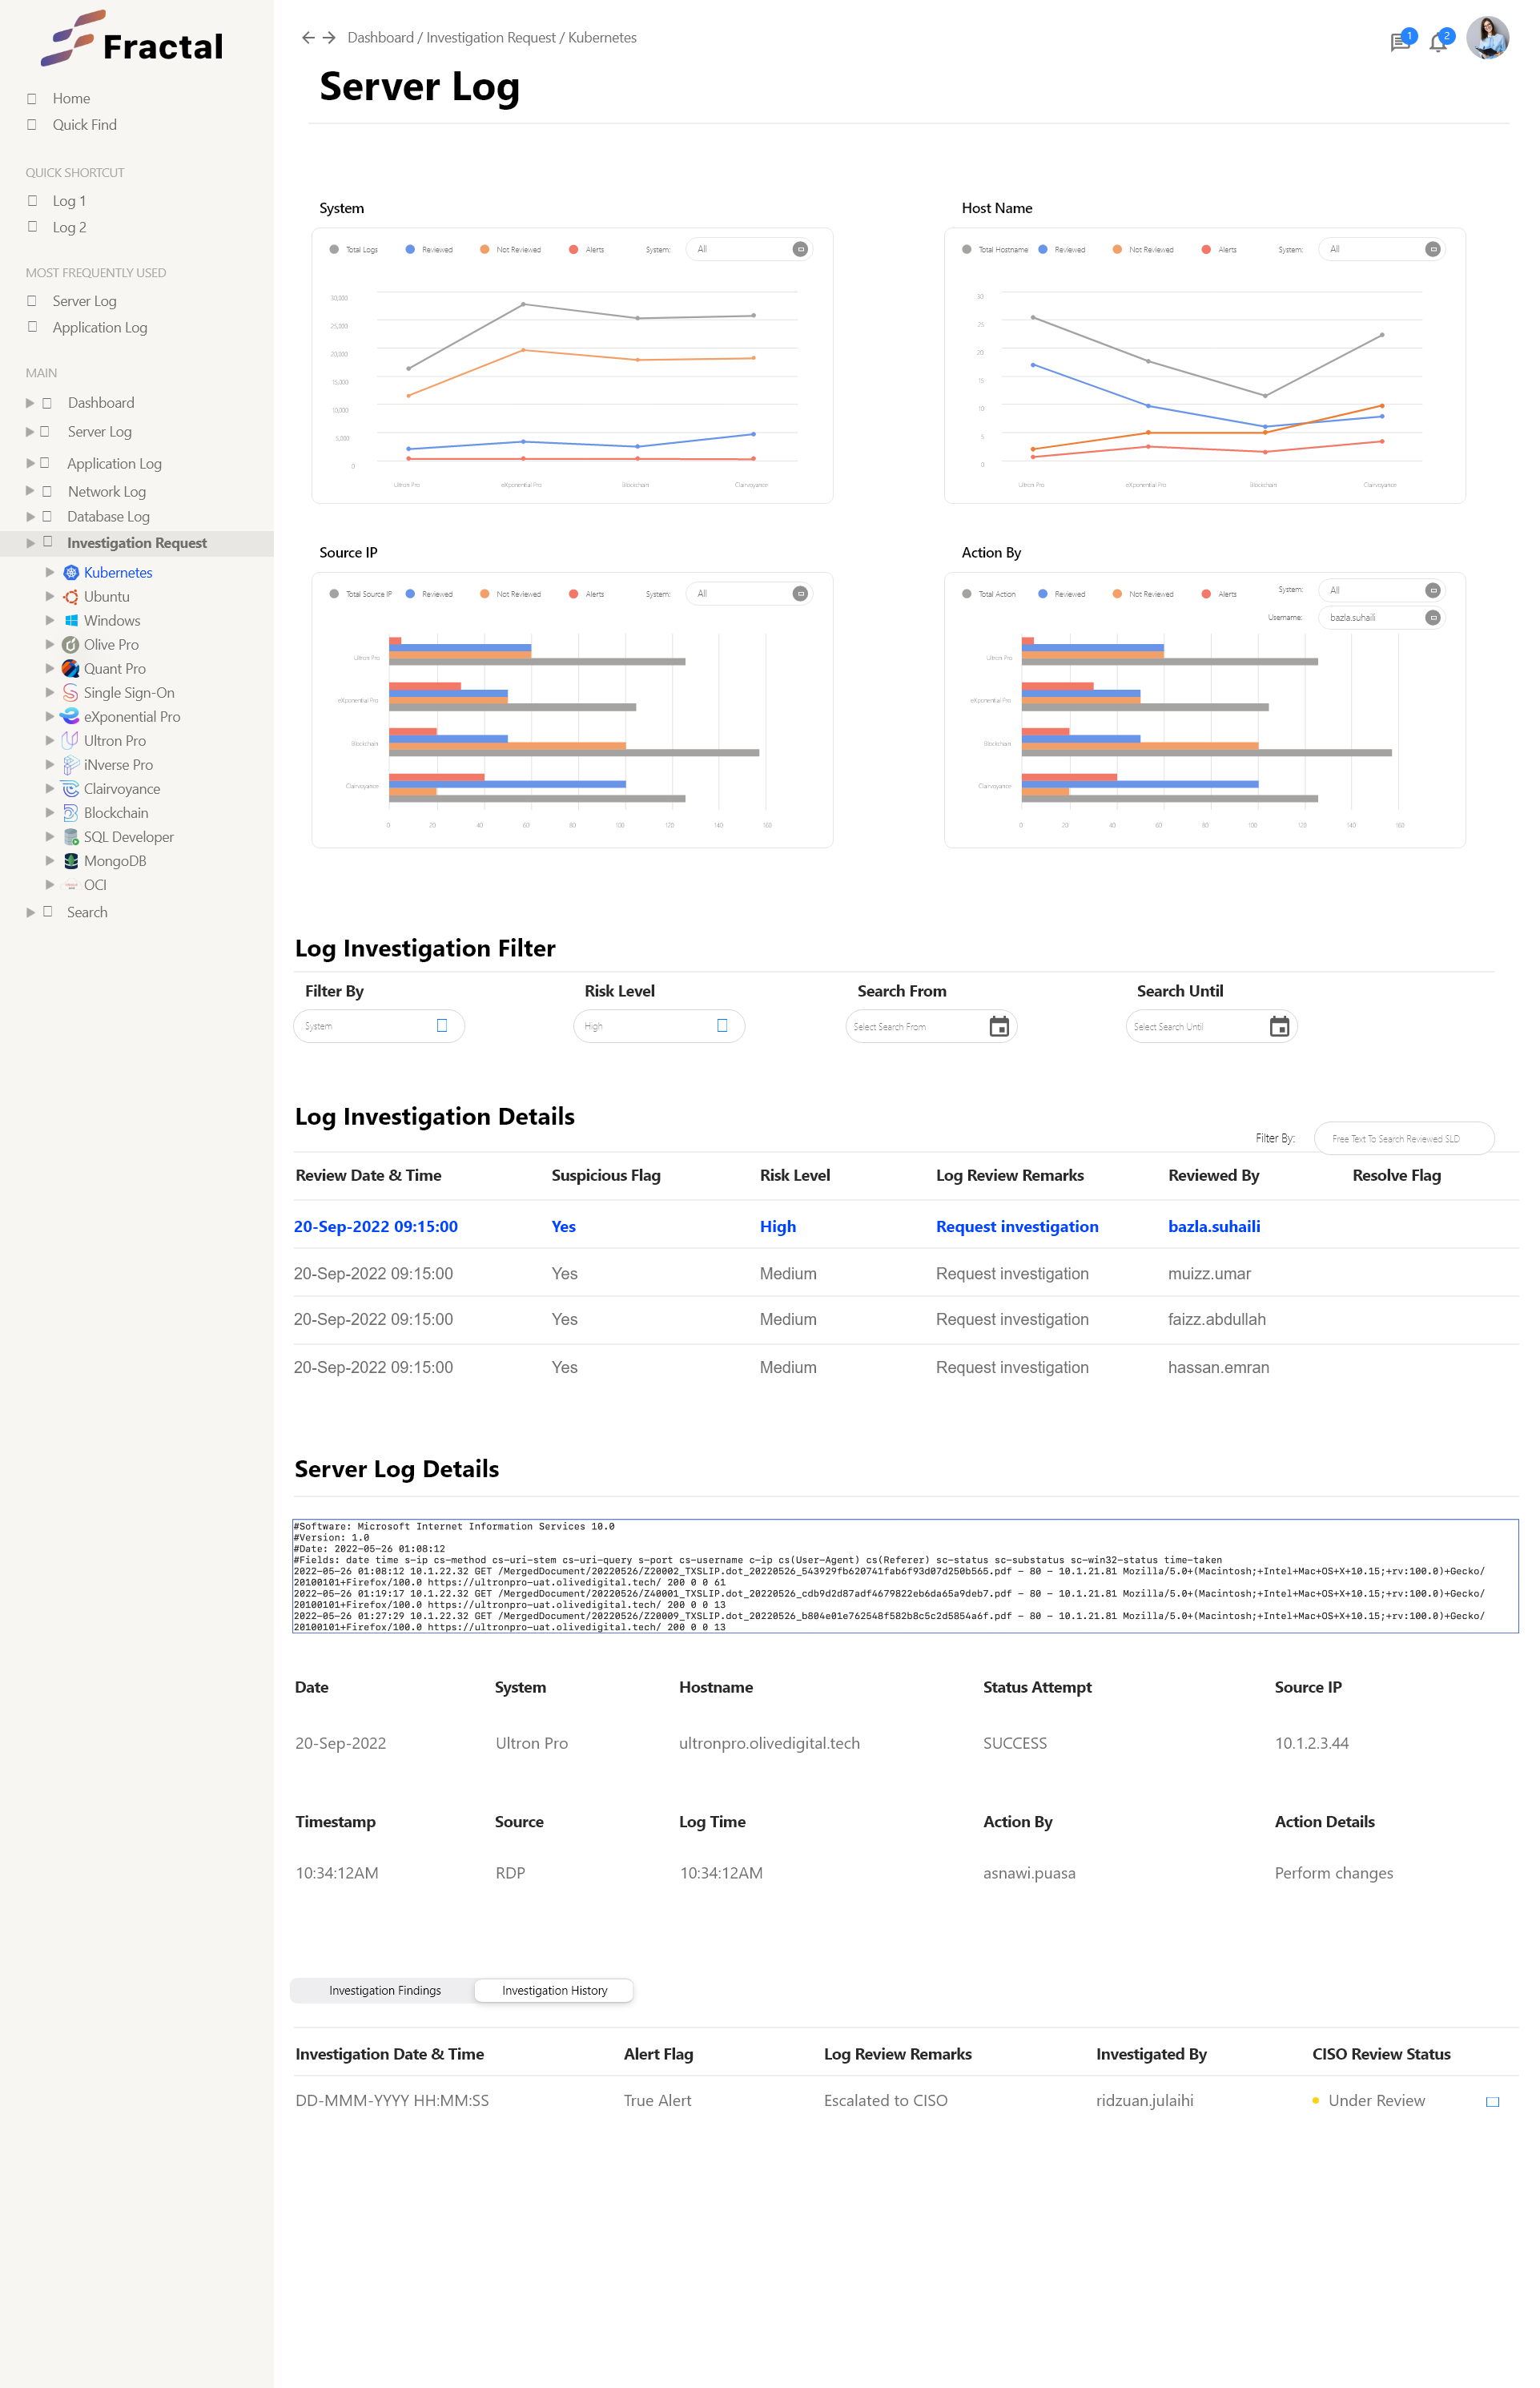 Fractal
Home
Quick Find
QUICK SHORTCUT
Log 1
Log 2
MOST FREQUENTLY USED
Server Log
Application Log
MAIN
Dashboard
Server Log
Application Log
Network Log
Database Log
Investigation Request
Kubernetes
Ubuntu
Windows
Olive Pro
Quant Pro
Single Sign-On
eXponential Pro
Ultron Pro
iNverse Pro
Clairvoyance
Blockchain
SQL Developer
MongoDB
OCI
Search
Dashboard / Investigation Request / Kubernetes
1
2
Server Log
System
Total Logs Reviewed Not Reviewed Alerts System: All
30,000
25,000
20,000
15,000
10,000
5,000
0
Ultron Pro eXponential Pro Blockchain Clairvoyance
Host Name
Total Hostname Reviewed Not Reviewed Alerts System: All
30
25
20
15
10
5
0
Ultron Pro eXponential Pro Blockchain Clairvoyance
Source IP
Total Source IP Reviewed Not Reviewed Alerts System: All
Ultron Pro
eXponential Pro
Blockchain
Clairvoyance
0 20 40 60 80 100 120 140 160
Action By
Total Action Reviewed Not Reviewed Alerts System: All
Username: bazla.suhaili
Ultron Pro
eXponential Pro
Blockchain
Clairvoyance
0 20 40 60 80 100 120 140 160
Log Investigation Filter
Filter By Risk Level Search From Search Until
System High Select Search From Select Search Until
Log Investigation Details
Filter By: Free Text To Search Reviewed SLD
Review Date & Time Suspicious Flag Risk Level Log Review Remarks Reviewed By Resolve Flag
20-Sep-2022 09:15:00 Yes High Request investigation bazla.suhaili
20-Sep-2022 09:15:00 Yes Medium Request investigation muizz.umar
20-Sep-2022 09:15:00 Yes Medium Request investigation faizz.abdullah
20-Sep-2022 09:15:00 Yes Medium Request investigation hassan.emran
Server Log Details
#Software: Microsoft Internet Information Services 10.0
#Version: 1.0
#Date: 2022-05-26 01:08:12
#Fields: date time s-ip cs-method cs-uri-stem cs-uri-query s-port cs-username c-ip cs(User-Agent) cs(Referer) sc-status sc-substatus sc-win32-status time-taken
2022-05-26 01:08:12 10.1.22.32 GET /MergedDocument/20220526/Z20002_TXSLIP.dot_20220526_543929fb620741fab6f93d07d250b565.pdf - 80 - 10.1.21.81 Mozilla/5.0+(Macintosh;+Intel+Mac+OS+X+10.15;+rv:100.0)+Gecko/
20100101+Firefox/100.0 https://ultronpro-uat.olivedigital.tech/ 200 0 0 61
2022-05-26 01:19:17 10.1.22.32 GET /MergedDocument/20220526/Z40001_TXSLIP.dot_20220526_cdb9d2d87adf4679822eb6da65a9deb7.pdf - 80 - 10.1.21.81 Mozilla/5.0+(Macintosh;+Intel+Mac+OS+X+10.15;+rv:100.0)+Gecko/
20100101+Firefox/100.0 https://ultronpro-uat.olivedigital.tech/ 200 0 0 13
2022-05-26 01:27:29 10.1.22.32 GET /MergedDocument/20220526/Z20009_TXSLIP.dot_20220526_b804e01e762548f582b8c5c2d5854a6f.pdf - 80 - 10.1.21.81 Mozilla/5.0+(Macintosh;+Intel+Mac+OS+X+10.15;+rv:100.0)+Gecko/
20100101+Firefox/100.0 https://ultronpro-uat.olivedigital.tech/ 200 0 0 13
Date System Hostname Status Attempt Source IP
20-Sep-2022 Ultron Pro ultronpro.olivedigital.tech SUCCESS 10.1.2.3.44
Timestamp Source Log Time Action By Action Details
10:34:12AM RDP 10:34:12AM asnawi.puasa Perform changes
Investigation Findings Investigation History
Investigation Date & Time Alert Flag Log Review Remarks Investigated By CISO Review Status
DD-MMM-YYYY HH:MM:SS True Alert Escalated to CISO ridzuan.julaihi Under Review